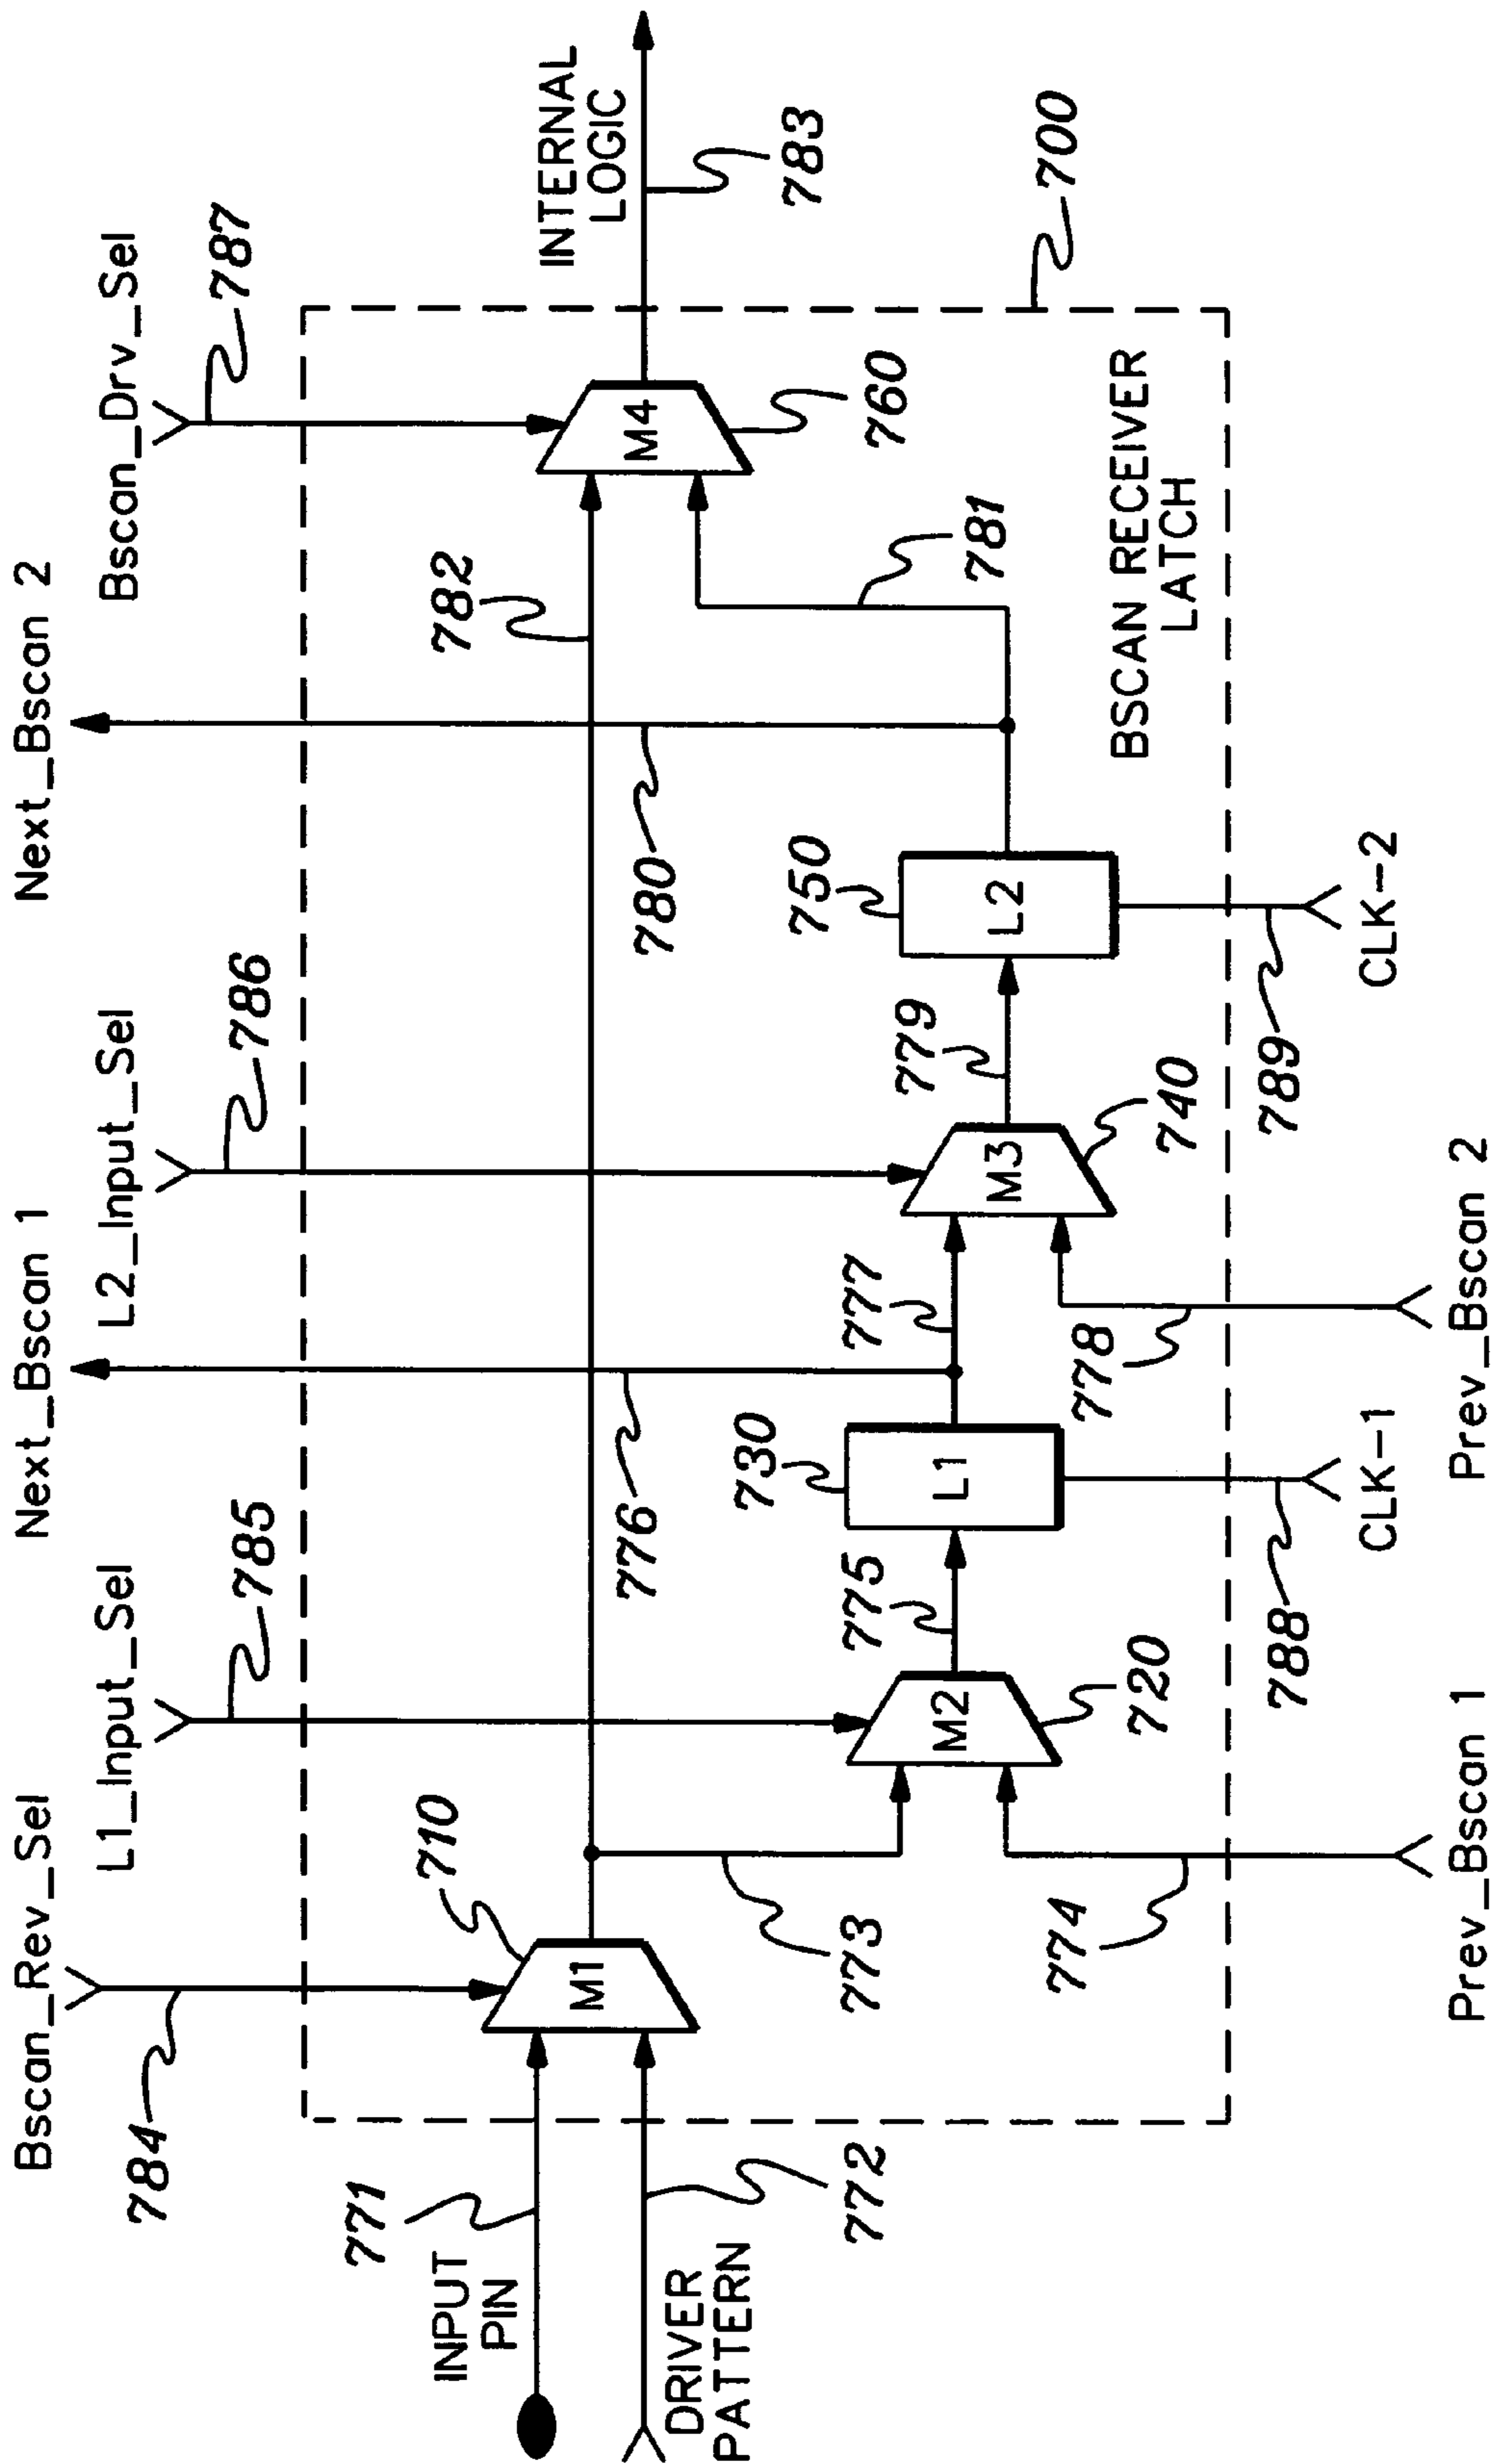 Bscan_Rev_Sel
784
L1_Input_Sel
785
Next_Bscan 1
L2_Input_Sel
786
Next_Bscan 2
Bscan_Drv_Sel
787
771
INPUT
PIN
710
M1
776
782
780
M4
760
INTERNAL
LOGIC
783
DRIVER
PATTERN
772
773
774
M2
720
775
730
L1
777
778
M3
740
779
750
L2
781
BSCAN RECEIVER
LATCH
700
788
789
CLK-1
CLK-2
Prev_Bscan 1
Prev_Bscan 2